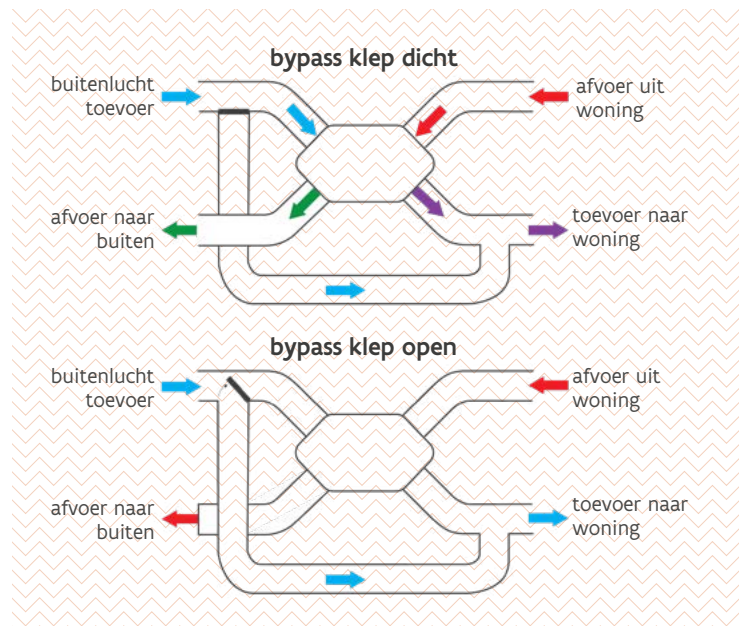 bypass klep dicht
buitenlucht
toevoer
afvoer uit
woning
afvoer naar
buiten
toevoer naar
woning
bypass klep open
buitenlucht
toevoer
afvoer uit
woning
afvoer naar
buiten
toevoer naar
woning